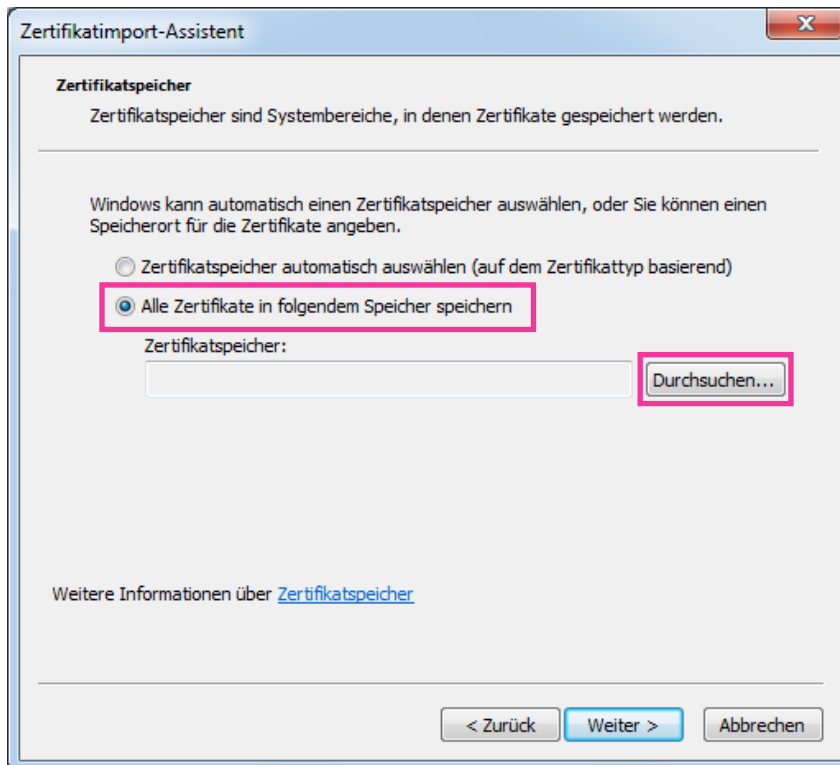 Zertifikatimport-Assistent
Zertifikatspeicher
Zertifikatspeicher sind Systembereiche, in denen Zertifikate gespeichert werden.
Windows kann automatisch einen Zertifikatspeicher auswählen, oder Sie können einen
Speicherort für die Zertifikate angeben.
Zertifikatspeicher automatisch auswählen (auf dem Zertifikattyp basierend)
Alle Zertifikate in folgendem Speicher speichern
Zertifikatspeicher:
Durchsuchen...
Weitere Informationen über Zertifikatspeicher
< Zurück Weiter > Abbrechen